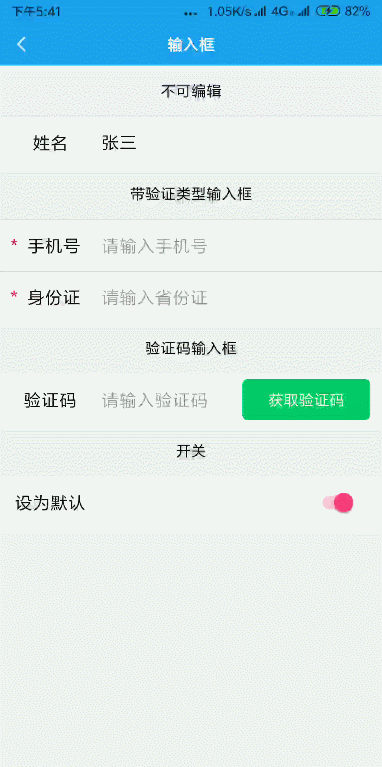 下午5:41 ... 1.05K/s 4G 82%
输入框
不可编辑
姓名 张三
带验证类型输入框
* 手机号 请输入手机号
* 身份证 请输入省份证
验证码输入框
验证码 请输入验证码 获取验证码
开关
设为默认